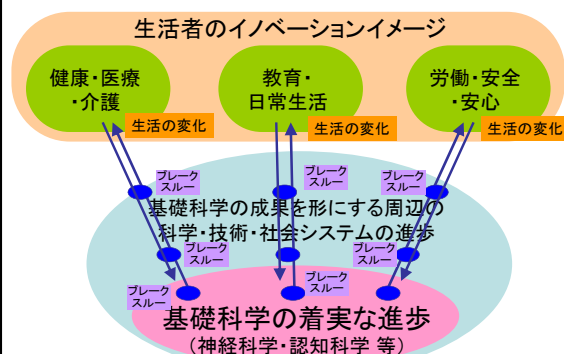 生活者のイノベーションイメージ
健康・医療
・介護
教育・
日常生活
労働・安全
・安心
生活の変化
生活の変化
生活の変化
ブレーク
スルー
ブレーク
スルー
ブレーク
スルー
基礎科学の成果を形にする周辺の
科学・技術・社会システムの進歩
ブレーク
スルー
ブレーク
スルー
ブレーク
スルー
ブレーク
スルー
基礎科学の着実な進歩
（神経科学・認知科学 等）